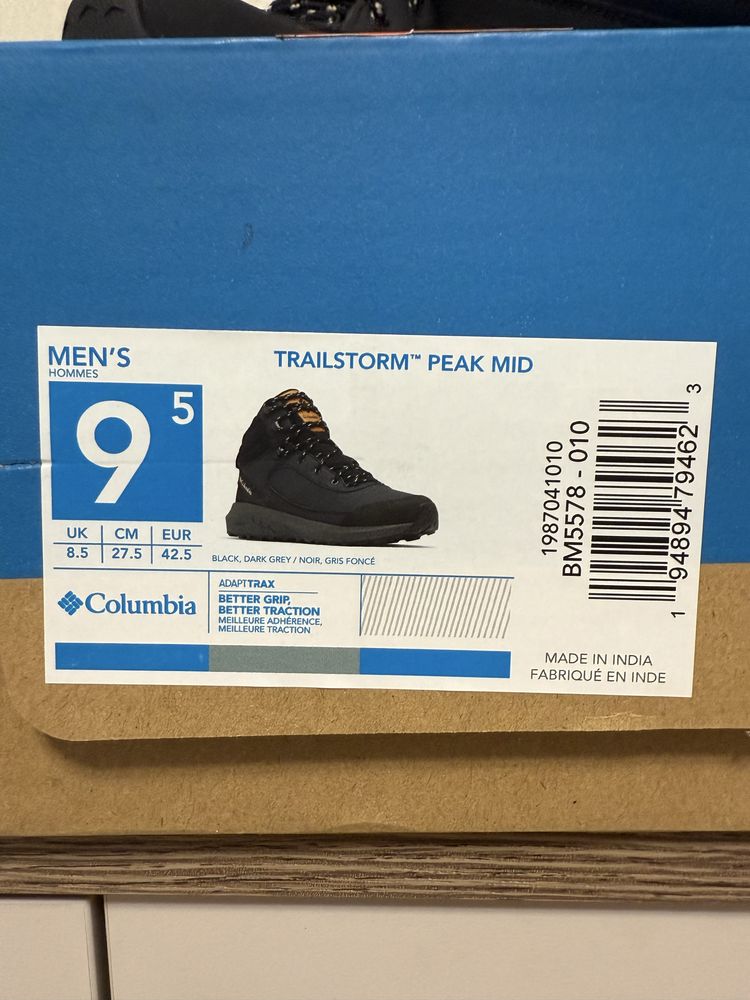 MEN'S
HOMMES
TRAILSTORM™ PEAK MID
9 5
UK CM EUR
8.5 27.5 42.5
BLACK, DARK GREY / NOIR, GRIS FONCÉ
Columbia
ADAPTTRAX
BETTER GRIP,
BETTER TRACTION
MEILLEURE ADHÉRENCE,
MEILLEURE TRACTION
1987041010
BM5578 - 010
1 94894 79462 3
MADE IN INDIA
FABRIQUÉ EN INDE